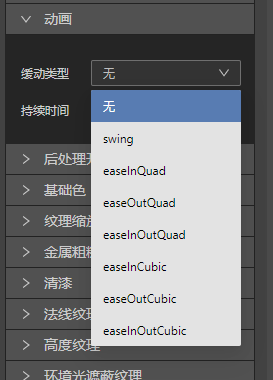 动画
缓动类型
无
持续时间
无
swing
easeInQuad
easeOutQuad
easeInOutQuad
easeInCubic
easeOutCubic
easeInOutCubic
后处理
基础色
纹理缩放
金属粗
清漆
法线纹
高度纹理
环境光遮蔽纹理